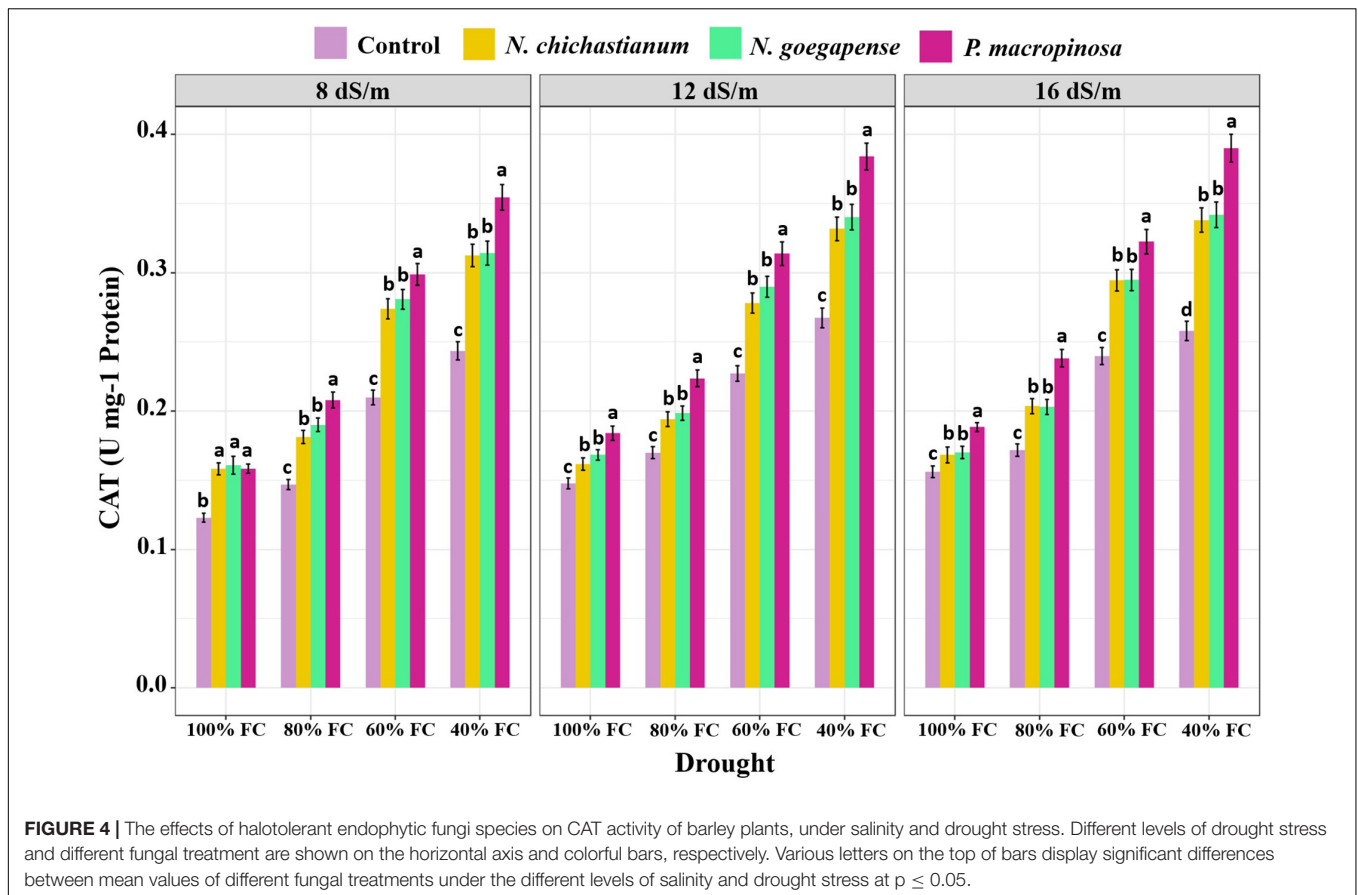 Control N. chichastianum N. goegapense P. macropinosa
8 dS/m 12 dS/m 16 dS/m
CAT (U mg-1 Protein)
0.4
0.3
0.2
0.1
0.0
b a a a c b b a c b b a c b b a
c b b a c b b a c b b a c b b a
c b b a c b b a c b b a d b b a
100% FC 80% FC 60% FC 40% FC 100% FC 80% FC 60% FC 40% FC 100% FC 80% FC 60% FC 40% FC
Drought
FIGURE 4 | The effects of halotolerant endophytic fungi species on CAT activity of barley plants, under salinity and drought stress. Different levels of drought stress
and different fungal treatment are shown on the horizontal axis and colorful bars, respectively. Various letters on the top of bars display significant differences
between mean values of different fungal treatments under the different levels of salinity and drought stress at p ≤ 0.05.